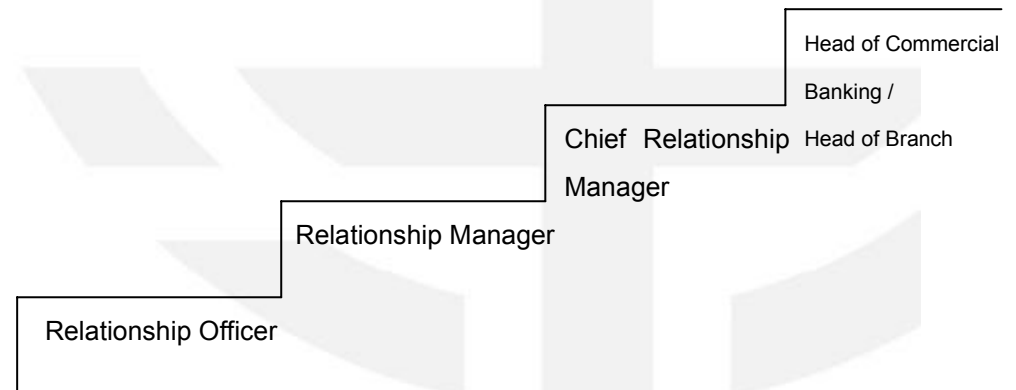 Head of Commercial
Banking /
Chief Relationship
Head of Branch
Manager
Relationship Manager
Relationship Officer